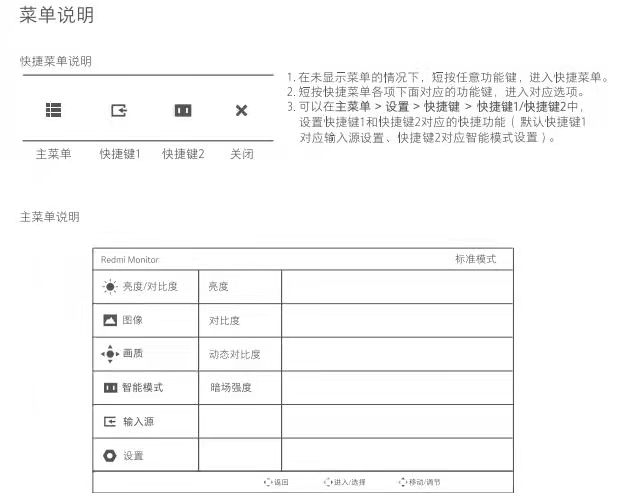 菜单说明
快捷菜单说明
主菜单 快捷键1 快捷键2 关闭
1. 在未显示菜单的情况下，短按任意功能键，进入快捷菜单。
2. 短按快捷菜单各项下面对应的功能键，进入对应选项。
3. 可以在主菜单 > 设置 > 快捷键 > 快捷键1/快捷键2中，
设置快捷键1和快捷键2对应的快捷功能（ 默认快捷键1
对应输入源设置、快捷键2对应智能模式设置 ）。
主菜单说明
Redmi Monitor 标准模式
亮度/对比度 亮度
图像 对比度
画质 动态对比度
智能模式 暗场强度
输入源
设置
返回 进入/选择 移动/调节